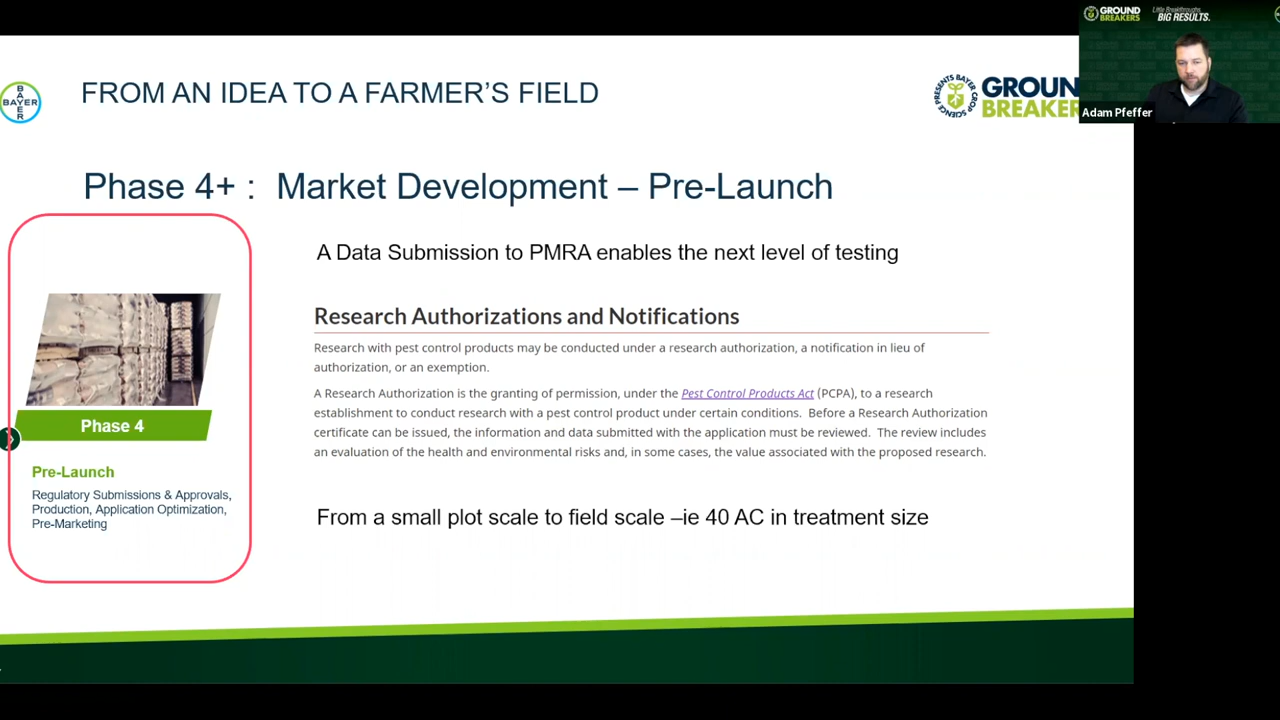 GROUND
BREAKERS
Little Breakthroughs,
BIG RESULTS.
Adam Pfeffer
BAYER
BAYER
FROM AN IDEA TO A FARMER'S FIELD
PRESENTS BAYER CROP SCIENCE
GROUN
BREAKER
Phase 4+ : Market Development – Pre-Launch
A Data Submission to PMRA enables the next level of testing
Research Authorizations and Notifications
Research with pest control products may be conducted under a research authorization, a notification in lieu of
authorization, or an exemption.
A Research Authorization is the granting of permission, under the Pest Control Products Act (PCPA), to a research
establishment to conduct research with a pest control product under certain conditions. Before a Research Authorization
certificate can be issued, the information and data submitted with the application must be reviewed. The review includes
an evaluation of the health and environmental risks and, in some cases, the value associated with the proposed research.
Phase 4
Pre-Launch
Regulatory Submissions & Approvals,
Production, Application Optimization,
Pre-Marketing
From a small plot scale to field scale –ie 40 AC in treatment size